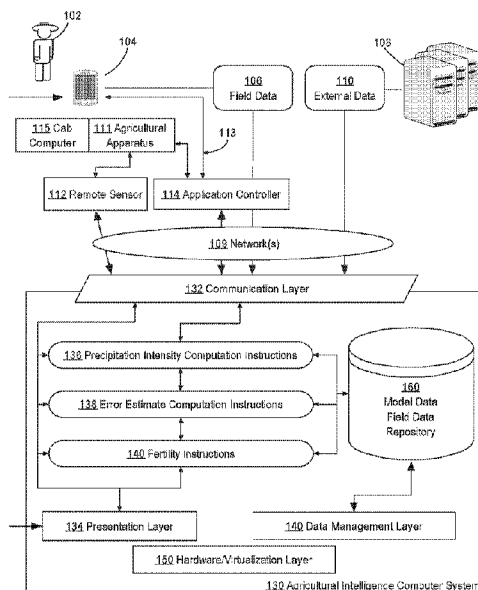 102
104
106
106
Field Data
110
External Data
115 Cab Computer
111 Agricultural Apparatus
113
112 Remote Sensor
114 Application Controller
109 Network(s)
132 Communication Layer
136 Precipitation Intensity Computation Instructions
138 Error Estimate Computation Instructions
140 Fertility Instructions
160
Model Data
Field Data
Repository
134 Presentation Layer
140 Data Management Layer
150 Hardware/Virtualization Layer
130 Agricultural Intelligence Computer System